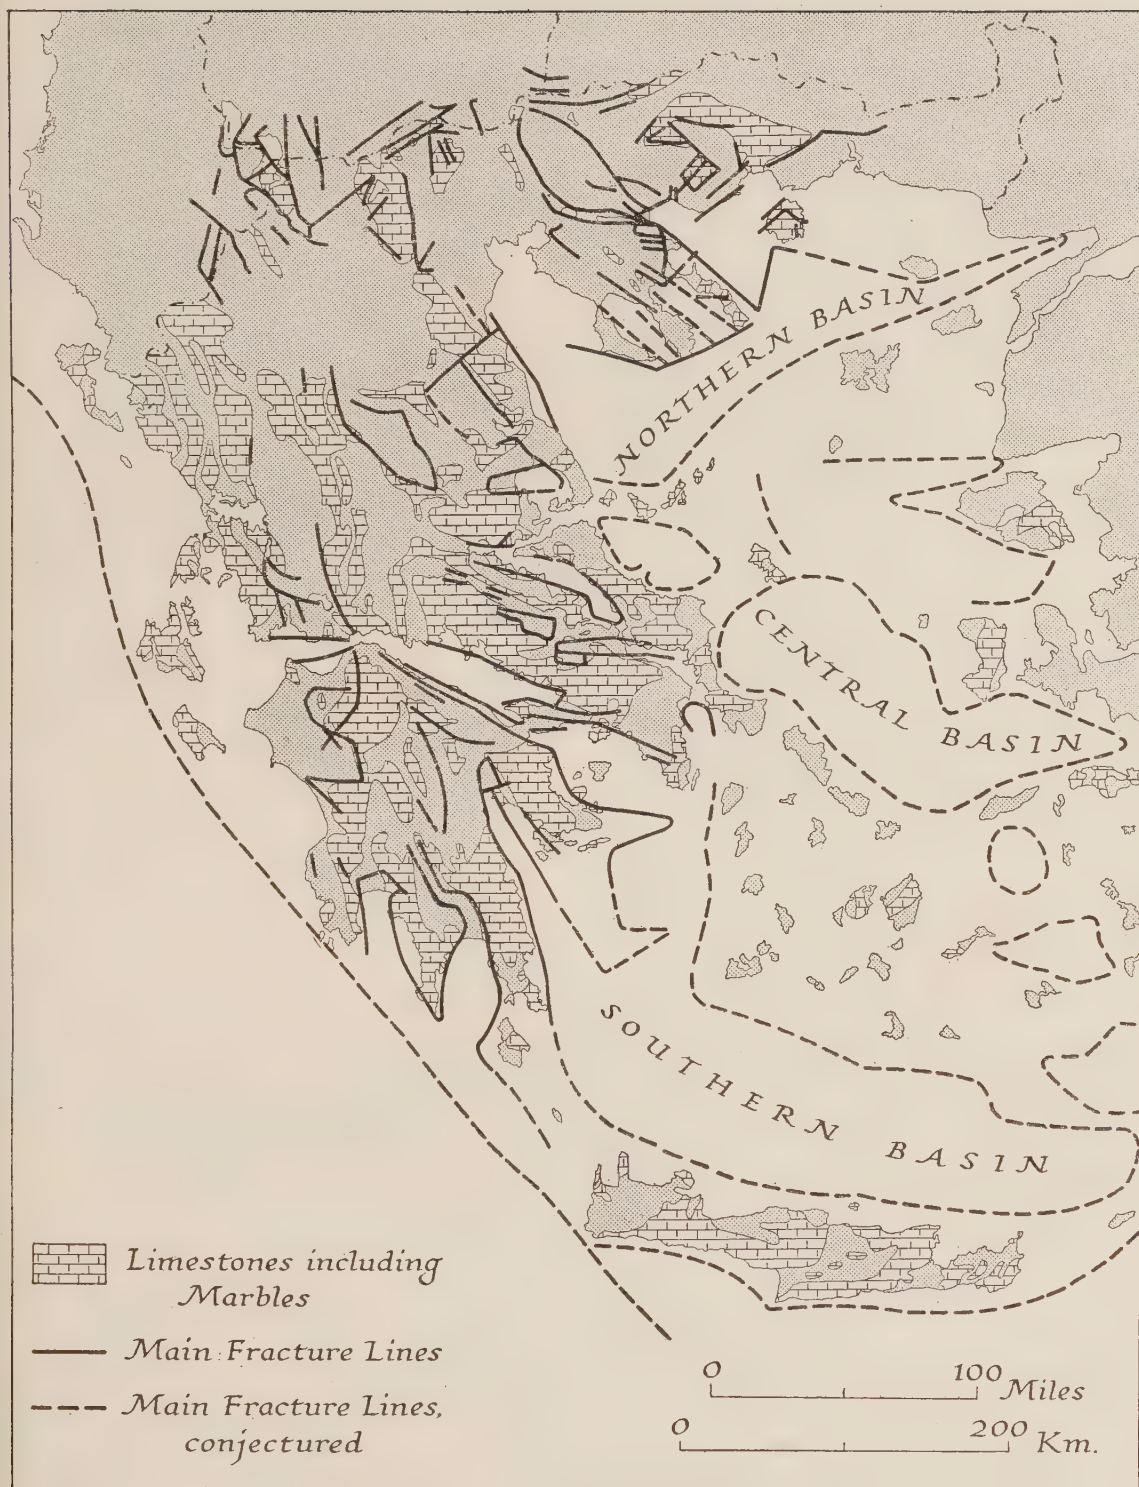 NORTHERN BASIN
CENTRAL BASIN
SOUTHERN BASIN
Limestones including
Marbles
Main Fracture Lines
Main Fracture Lines,
conjectured
0 100 Miles
0 200 Km.